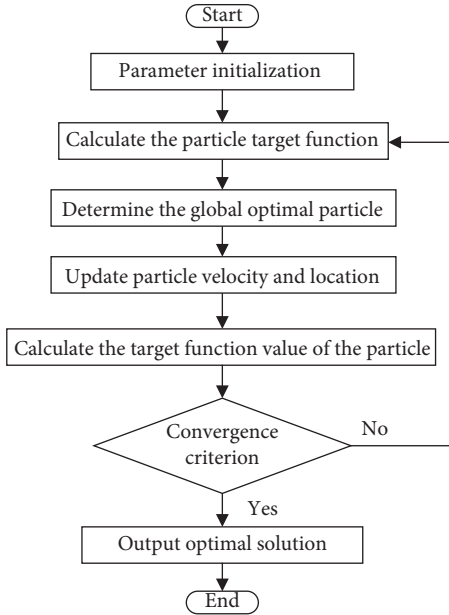 Start
Parameter initialization
Calculate the particle target function
Determine the global optimal particle
Update particle velocity and location
Calculate the target function value of the particle
Convergence
criterion
No
Yes
Output optimal solution
End